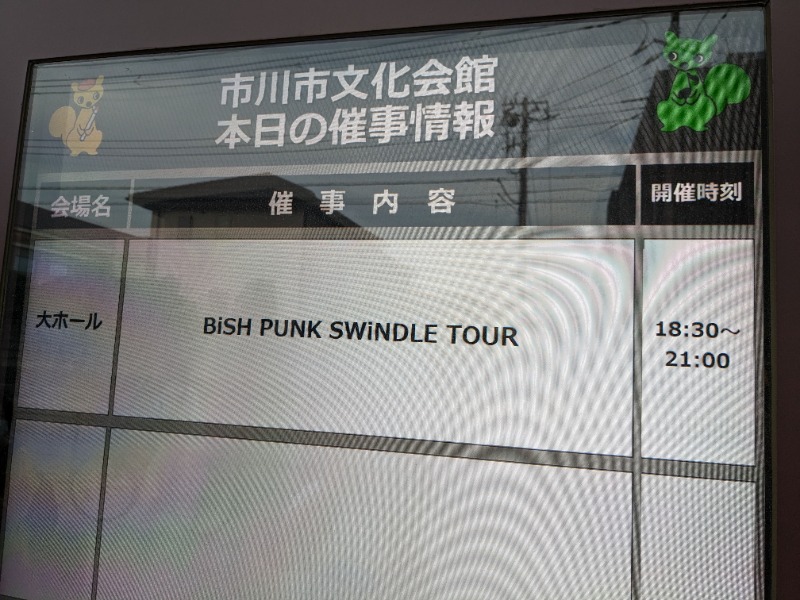 市川市文化会館
本日の催事情報
会場名 催事内容 開催時刻
大ホール BiSH PUNK SWiNDLE TOUR 18:30～
21:00